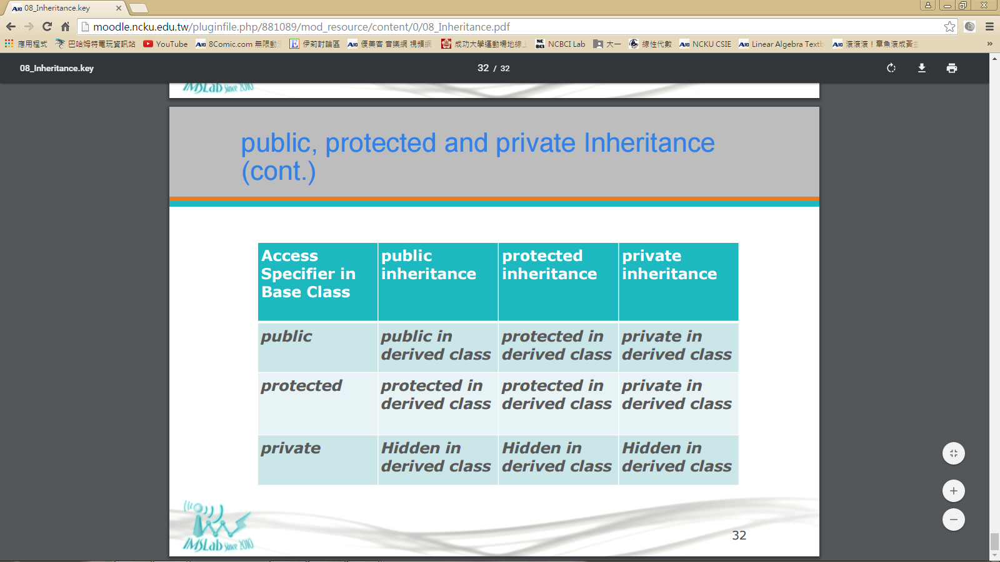 08_Inheritance.key
moodle.ncku.edu.tw/pluginfile.php/881089/mod_resource/content/0/08_Inheritance.pdf
應用程式 巴哈姆特電玩資訊站 YouTube 8Comic.com 無限動 伊莉討論區 優美客 音樂網 視頻 成功大學運動場地線上 NCBCI Lab 大一 線性代數 NCKU CSIE Linear Algebra Textb 滾滾滾！章魚滾成黃 »
08_Inheritance.key 32 / 32
IMSLab Since 2010
public, protected and private Inheritance
(cont.)
Access
Specifier in
Base Class
public
inheritance
protected
inheritance
private
inheritance
public
public in
derived class
protected in
derived class
private in
derived class
protected
protected in
derived class
protected in
derived class
private in
derived class
private
Hidden in
derived class
Hidden in
derived class
Hidden in
derived class
IMSLab Since 2010
32